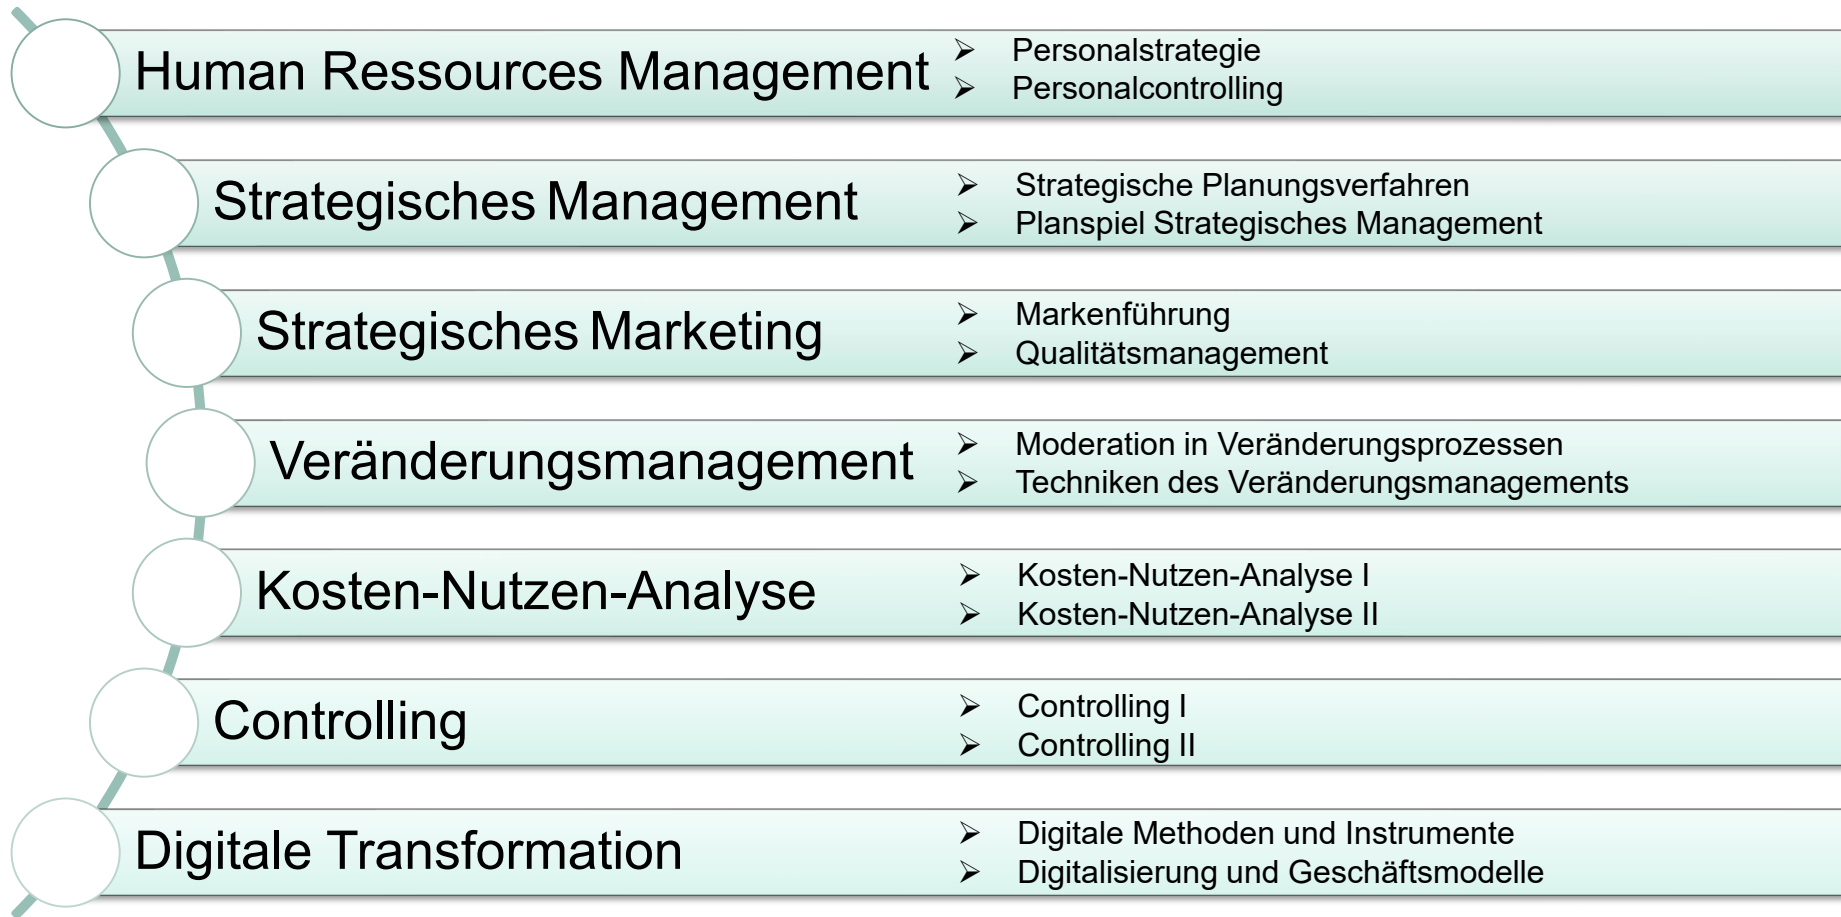 Human Ressources Management
➢ Personalstrategie
➢ Personalcontrolling
Strategisches Management
➢ Strategische Planungsverfahren
➢ Planspiel Strategisches Management
Strategisches Marketing
➢ Markenführung
➢ Qualitätsmanagement
Veränderungsmanagement
➢ Moderation in Veränderungsprozessen
➢ Techniken des Veränderungsmanagements
Kosten-Nutzen-Analyse
➢ Kosten-Nutzen-Analyse I
➢ Kosten-Nutzen-Analyse II
Controlling
➢ Controlling I
➢ Controlling II
Digitale Transformation
➢ Digitale Methoden und Instrumente
➢ Digitalisierung und Geschäftsmodelle